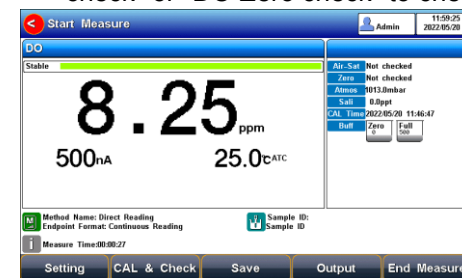 check" or "DO Zero check" to che
Start Measure
Admin
11:59:25
2022/05/20
DO
Stable
8.25 ppm
500nA
25.0℃ ATC
Air-Sat Not checked
Zero Not checked
Atmos 1013.0mbar
Sali 0.0ppt
CAL Time 2022/05/20 11:46:47
Buff
Zero
0
Full
500
Method Name: Direct Reading
Endpoint Format: Continuous Reading
Sample ID:
Sample ID
Measure Time:00:00:27
Setting
CAL & Check
Save
Output
End Measure